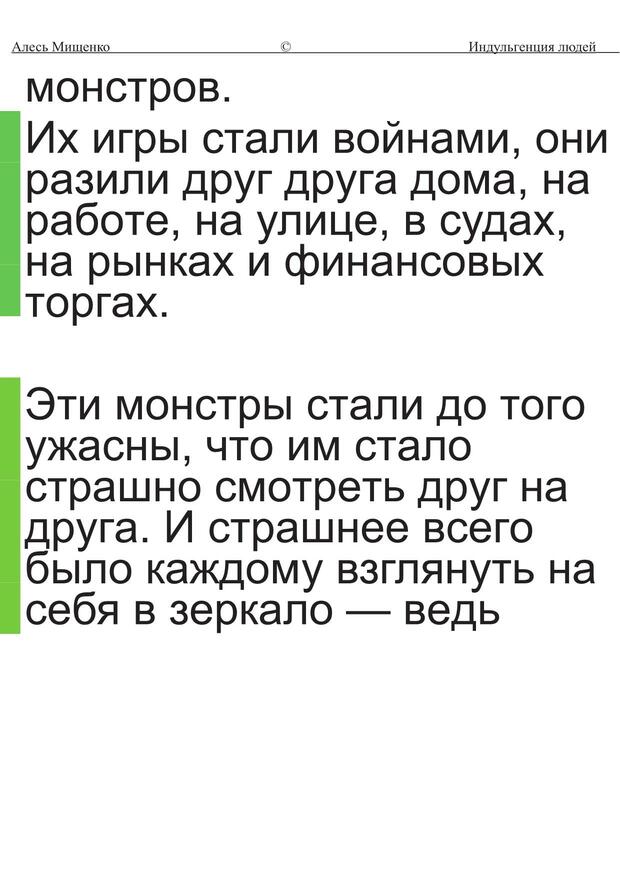 Алесь Мищенко © Индульгенция людей
монстров.
Их игры стали войнами, они
разили друг друга дома, на
работе, на улице, в судах,
на рынках и финансовых
торгах.
Эти монстры стали до того
ужасны, что им стало
страшно смотреть друг на
друга. И страшнее всего
было каждому взглянуть на
себя в зеркало — ведь